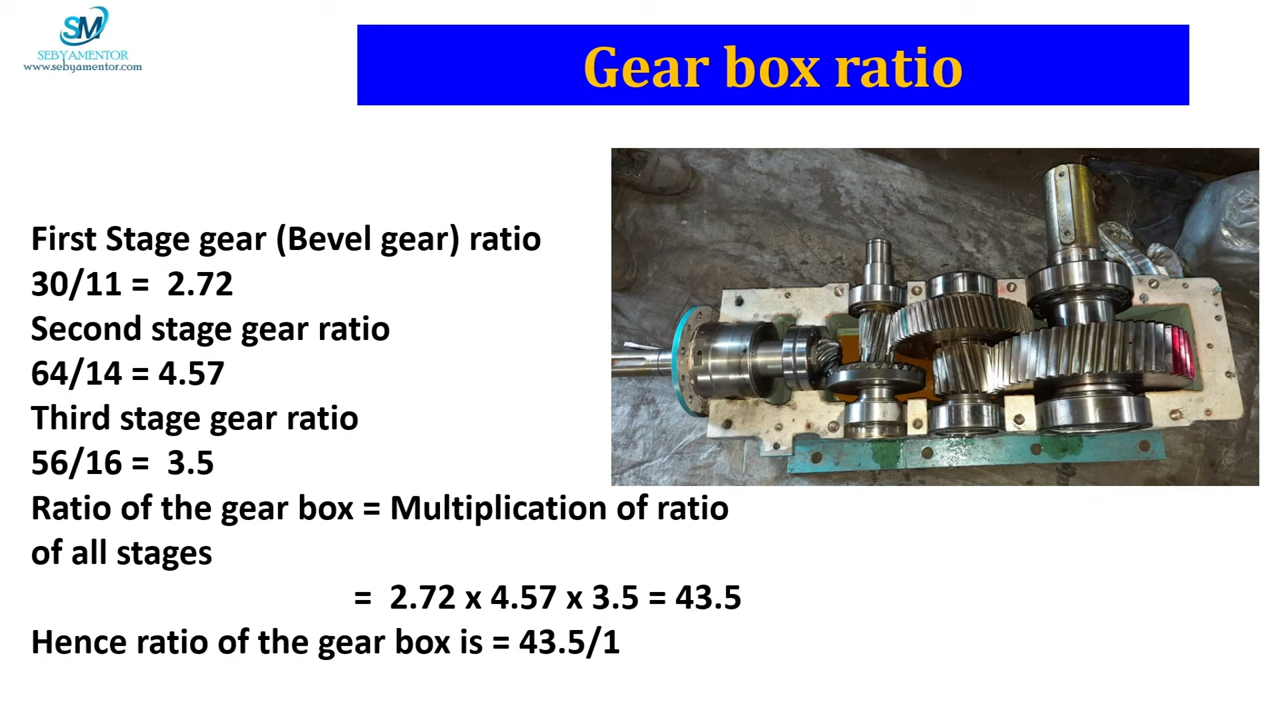 SM
SEBYAMENTOR
www.sebyamentor.com
Gear box ratio
First Stage gear (Bevel gear) ratio
30/11 = 2.72
Second stage gear ratio
64/14 = 4.57
Third stage gear ratio
56/16 = 3.5
Ratio of the gear box = Multiplication of ratio
of all stages
= 2.72 x 4.57 x 3.5 = 43.5
Hence ratio of the gear box is = 43.5/1